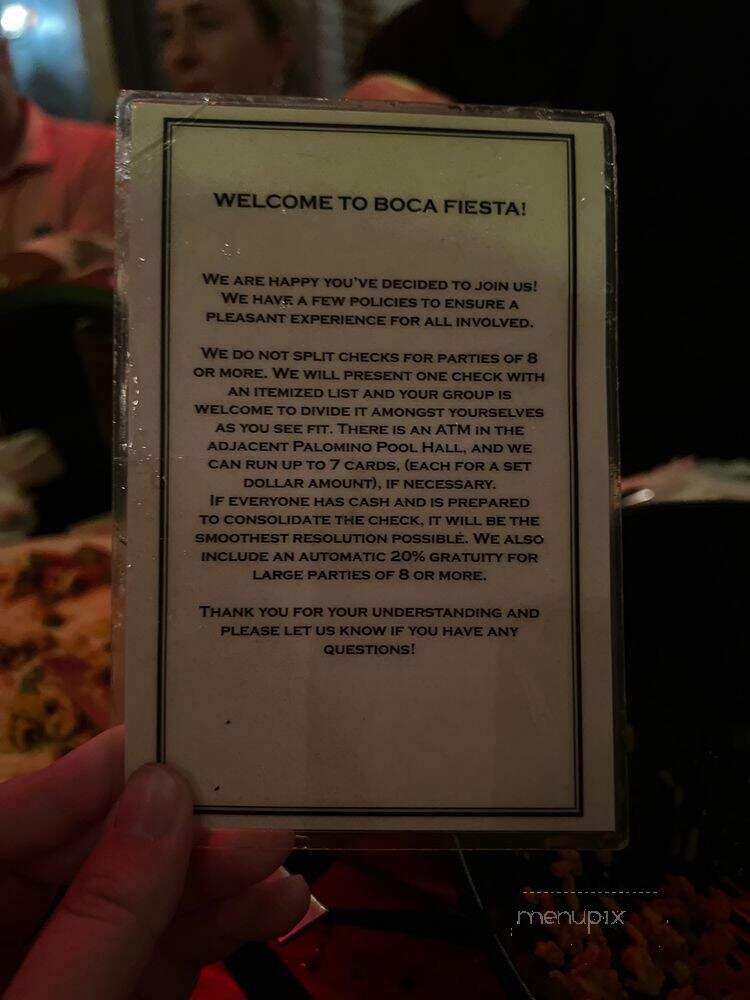 WELCOME TO BOCA FIESTA!
WE ARE HAPPY YOU'VE DECIDED TO JOIN US!
WE HAVE A FEW POLICIES TO ENSURE A
PLEASANT EXPERIENCE FOR ALL INVOLVED.
WE DO NOT SPLIT CHECKS FOR PARTIES OF 8
OR MORE. WE WILL PRESENT ONE CHECK WITH
AN ITEMIZED LIST AND YOUR GROUP IS
WELCOME TO DIVIDE IT AMONGST YOURSELVES
AS YOU SEE FIT. THERE IS AN ATM IN THE
ADJACENT PALOMINO POOL HALL, AND WE
CAN RUN UP TO 7 CARDS, (EACH FOR A SET
DOLLAR AMOUNT), IF NECESSARY.
IF EVERYONE HAS CASH AND IS PREPARED
TO CONSOLIDATE THE CHECK, IT WILL BE THE
SMOOTHEST RESOLUTION POSSIBLE. WE ALSO
INCLUDE AN AUTOMATIC 20% GRATUITY FOR
LARGE PARTIES OF 8 OR MORE.
THANK YOU FOR YOUR UNDERSTANDING AND
PLEASE LET US KNOW IF YOU HAVE ANY
QUESTIONS!
menupix